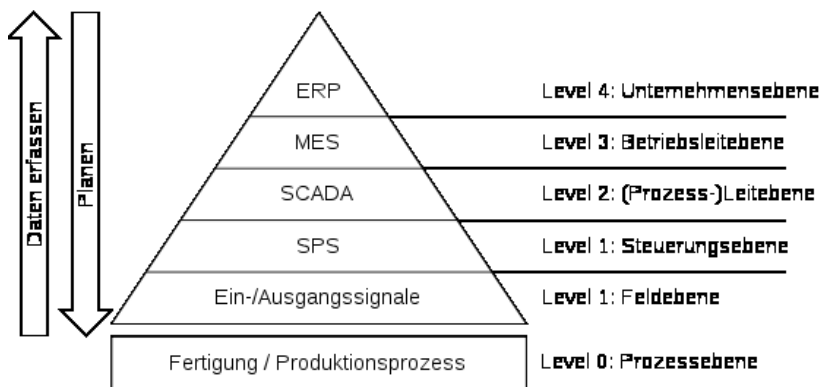 Daten erfassen
Planen
ERP
Level 4: Unternehmensebene
MES
Level 3: Betriebsleitebene
SCADA
Level 2: (Prozess-)Leitebene
SPS
Level 1: Steuerungsebene
Ein-/Ausgangssignale
Level 1: Feldebene
Fertigung / Produktionsprozess
Level 0: Prozessebene